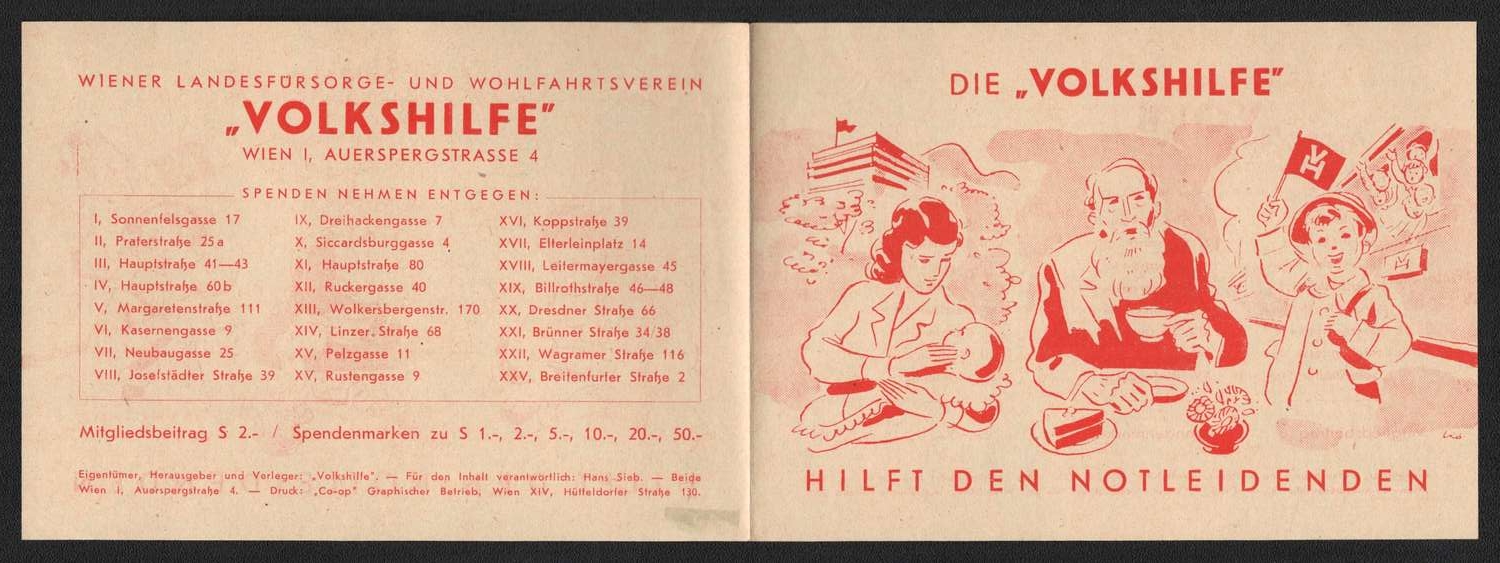 WIENER LANDESFÜRSORGE- UND WOHLFAHRTSVEREIN
„VOLKSHILFE"
WIEN I, AUERSPERGSTRASSE 4
SPENDEN NEHMEN ENTGEGEN:
I, Sonnenfelsgasse 17
II, Praterstraße 25a
III, Hauptstraße 41—43
IV, Hauptstraße 60b
V, Margaretenstraße 111
VI, Kasernengasse 9
VII, Neubaugasse 25
VIII, Josefstädter Straße 39
IX, Dreihackengasse 7
X, Siccardsburggasse 4
XI, Hauptstraße 80
XII, Ruckergasse 40
XIII, Wolkersbergenstr. 170
XIV, Linzer Straße 68
XV, Pelzgasse 11
XV, Rustengasse 9
XVI, Koppstraße 39
XVII, Elterleinplatz 14
XVIII, Leitermayergasse 45
XIX, Billrothstraße 46—48
XX, Dresdner Straße 66
XXI, Brünner Straße 34/38
XXII, Wagramer Straße 116
XXV, Breitenfurter Straße 2
Mitgliedsbeitrag S 2.- / Spendenmarken zu S 1.-, 2.-, 5.-, 10.-, 20.-, 50.-
Eigentümer, Herausgeber und Verleger: „Volkshilfe". — Für den Inhalt verantwortlich: Hans Sieb. — Beide
Wien I, Auerspergstraße 4. — Druck: „Co-op" Graphischer Betrieb, Wien XIV, Hütteldorfer Straße 130.
DIE „VOLKSHILFE"
VH
VH
HILFT DEN NOTLEIDENDEN